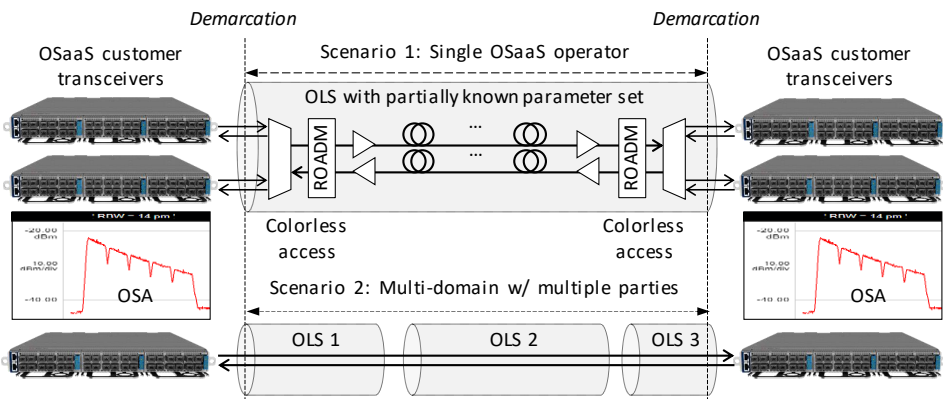 Demarcation
Demarcation
OSaaS customer
transceivers
Scenario 1: Single OSaaS operator
OSaaS customer
transceivers
OLS with partially known parameter set
...
...
ROADM
ROADM
...
...
Colorless
access
Colorless
access
' RBW = 14 pm '
-20.00
dBm
10.00
dBm/div
-40.00
OSA
' RBW = 14 pm '
-20.00
dBm
10.00
dBm/div
-40.00
OSA
Scenario 2: Multi-domain w/ multiple parties
OLS 1
OLS 2
OLS 3